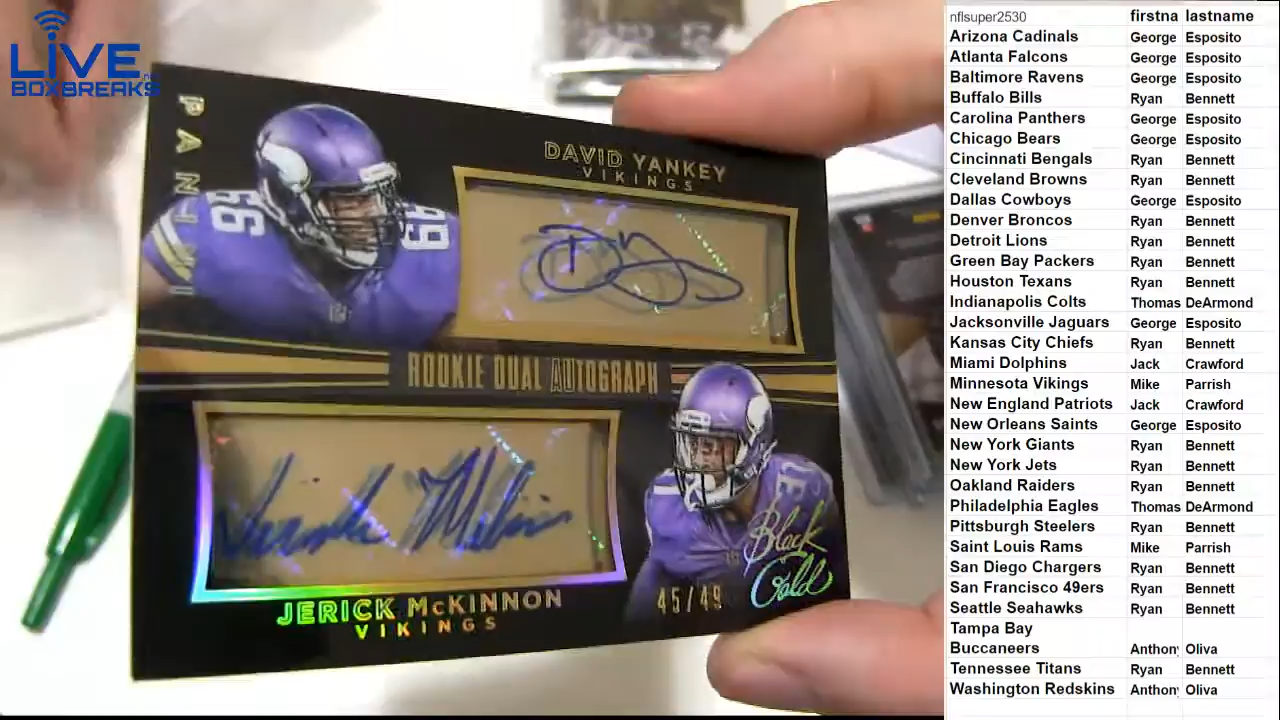 LIVE
BOXBREAKS
PANINI
DAVID YANKEY
VIKINGS
66
ROOKIE DUAL AUTOGRAPH
JERICK McKINNON
VIKINGS
45/49
Black
Gold
nflsuper2530 firstna lastname
Arizona Cadinals George Esposito
Atlanta Falcons George Esposito
Baltimore Ravens George Esposito
Buffalo Bills Ryan Bennett
Carolina Panthers George Esposito
Chicago Bears George Esposito
Cincinnati Bengals Ryan Bennett
Cleveland Browns Ryan Bennett
Dallas Cowboys George Esposito
Denver Broncos Ryan Bennett
Detroit Lions Ryan Bennett
Green Bay Packers Ryan Bennett
Houston Texans Ryan Bennett
Indianapolis Colts Thomas DeArmond
Jacksonville Jaguars George Esposito
Kansas City Chiefs Ryan Bennett
Miami Dolphins Jack Crawford
Minnesota Vikings Mike Parrish
New England Patriots Jack Crawford
New Orleans Saints George Esposito
New York Giants Ryan Bennett
New York Jets Ryan Bennett
Oakland Raiders Ryan Bennett
Philadelphia Eagles Thomas DeArmond
Pittsburgh Steelers Ryan Bennett
Saint Louis Rams Mike Parrish
San Diego Chargers Ryan Bennett
San Francisco 49ers Ryan Bennett
Seattle Seahawks Ryan Bennett
Tampa Bay
Buccaneers Anthon Oliva
Tennessee Titans Ryan Bennett
Washington Redskins Anthon Oliva